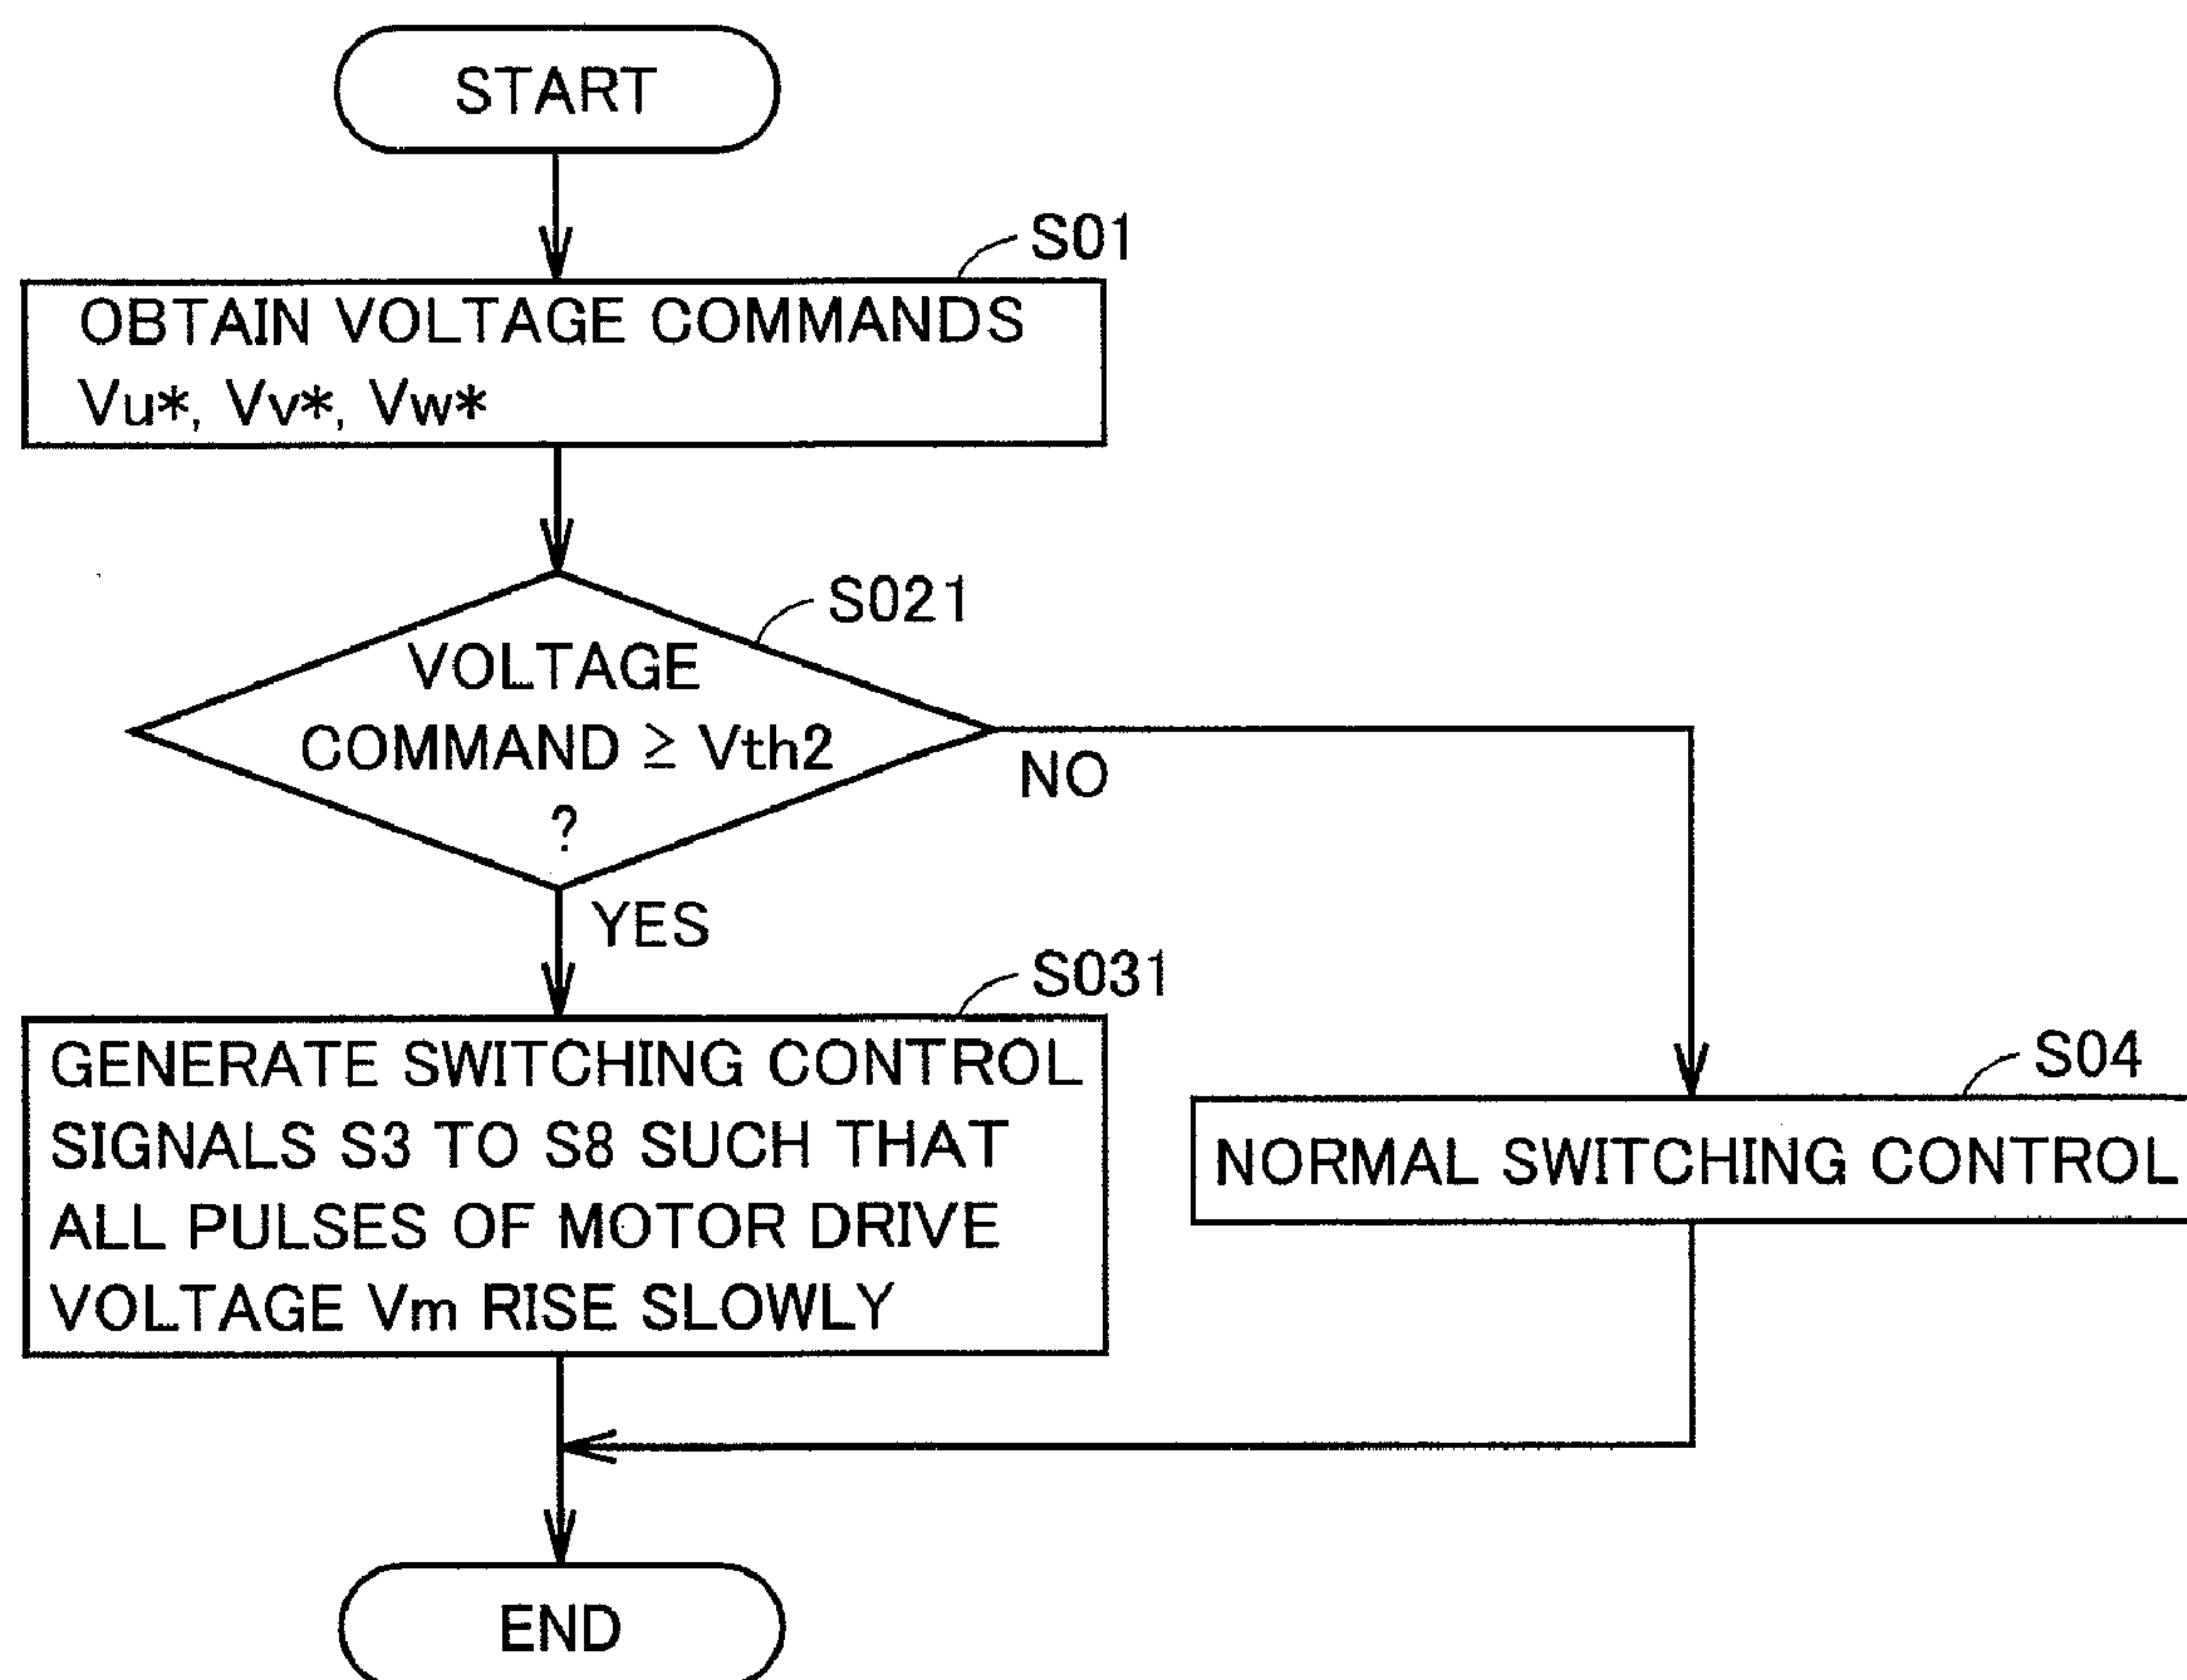 START
S01
OBTAIN VOLTAGE COMMANDS
Vu*, Vv*, Vw*
S021
VOLTAGE
COMMAND ≥ Vth2
?
NO
YES
S031
GENERATE SWITCHING CONTROL
SIGNALS S3 TO S8 SUCH THAT
ALL PULSES OF MOTOR DRIVE
VOLTAGE Vm RISE SLOWLY
S04
NORMAL SWITCHING CONTROL
END